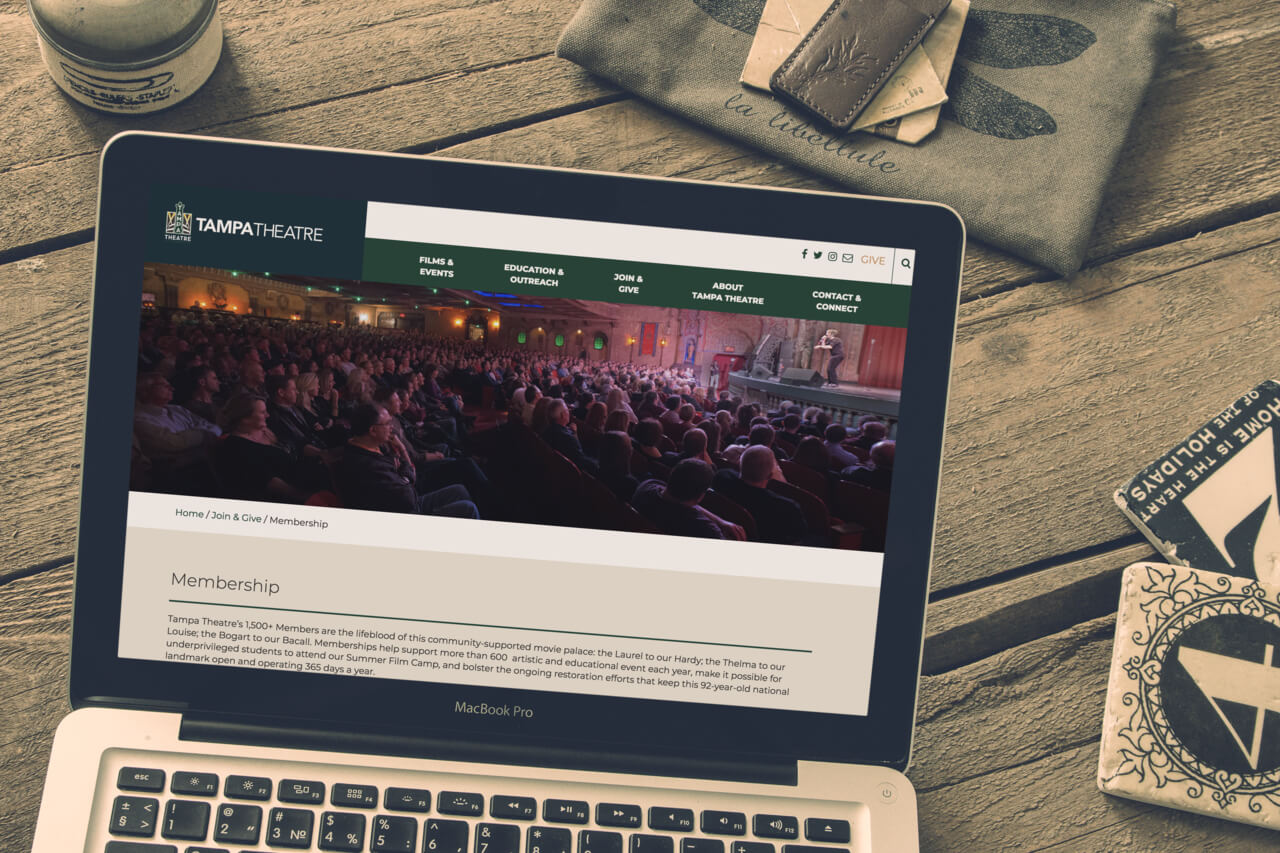 la libellule
TAMPA
THEATRE
TAMPATHEATRE
GIVE
FILMS &
EVENTS
EDUCATION &
OUTREACH
JOIN &
GIVE
ABOUT
TAMPA THEATRE
CONTACT &
CONNECT
Home / Join & Give / Membership
Membership
Tampa Theatre's 1,500+ Members are the lifeblood of this community-supported movie palace: the Laurel to our Hardy; the Thelma to our
Louise; the Bogart to our Bacall. Memberships help support more than 600 artistic and educational event each year, make it possible for
underprivileged students to attend our Summer Film Camp, and bolster the ongoing restoration efforts that keep this 92-year-old national
landmark open and operating 365 days a year.
HOME IS THE HEART
OF THE HOLIDAYS
MacBook Pro
esc F1 F2 F3 F4 F5 F6 F7 F8 F9 F10 F11 F12
± < § > ! 1 @ 2 " # 3 № $ 4 % % 5 : ^ 6 , & 7 * 8 ( ) – +